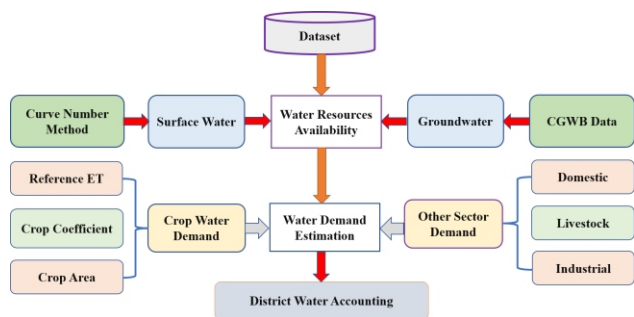 Dataset
Curve Number
Method
Surface Water
Water Resources
Availability
Groundwater
CGWB Data
Reference ET
Crop Coefficient
Crop Area
Crop Water
Demand
Water Demand
Estimation
Other Sector
Demand
Domestic
Livestock
Industrial
District Water Accounting